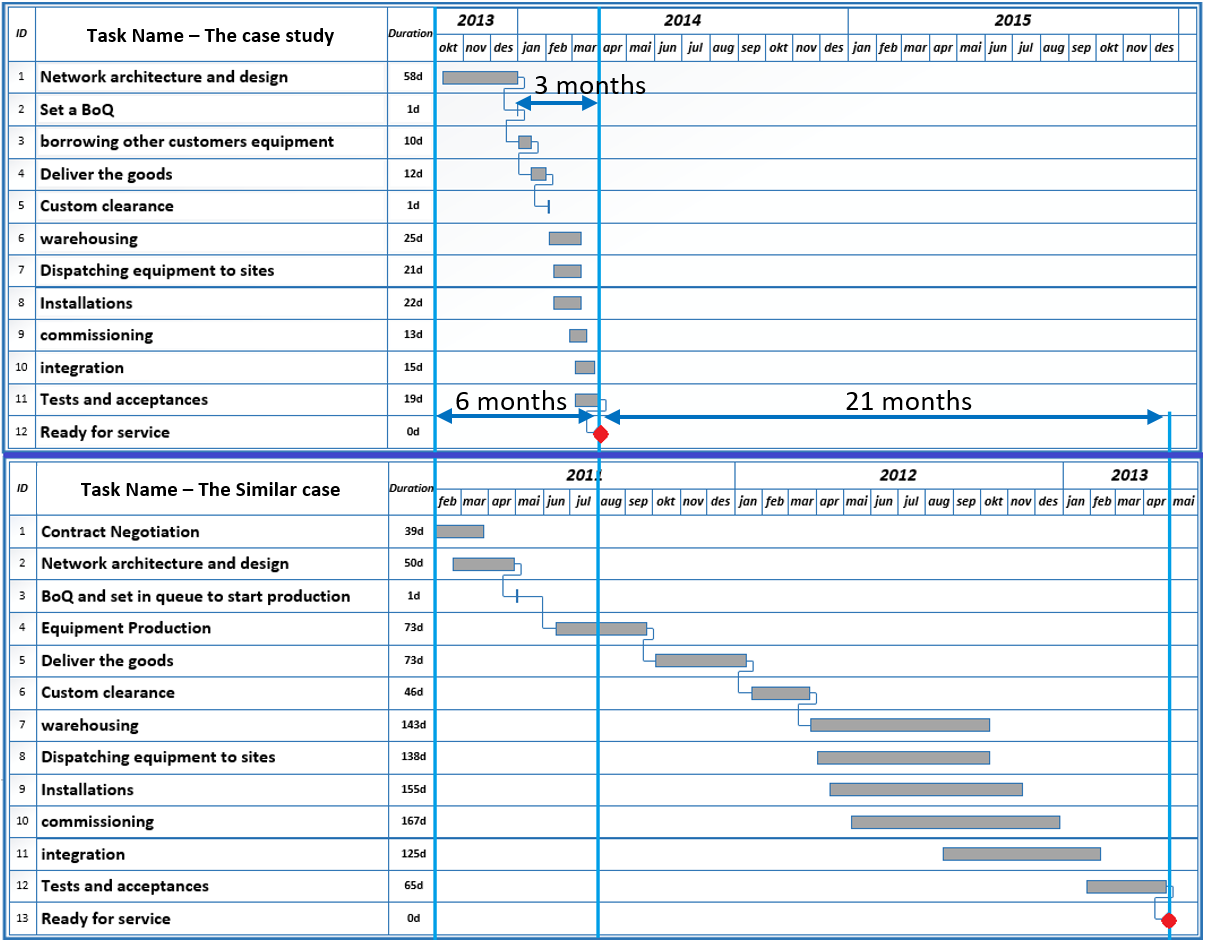 ID Task Name – The case study Duration 2013 2014 2015
okt nov des jan feb mar apr mai jun jul aug sep okt nov des jan feb mar apr mai jun jul aug sep okt nov des
1 Network architecture and design 58d
3 months
2 Set a BoQ 1d
3 borrowing other customers equipment 10d
4 Deliver the goods 12d
5 Custom clearance 1d
6 warehousing 25d
7 Dispatching equipment to sites 21d
8 Installations 22d
9 commissioning 13d
10 integration 15d
11 Tests and acceptances 19d
6 months 21 months
12 Ready for service 0d
ID Task Name – The Similar case Duration 2011 2012 2013
feb mar apr mai jun jul aug sep okt nov des jan feb mar apr mai jun jul aug sep okt nov des jan feb mar apr mai
1 Contract Negotiation 39d
2 Network architecture and design 50d
3 BoQ and set in queue to start production 1d
4 Equipment Production 73d
5 Deliver the goods 73d
6 Custom clearance 46d
7 warehousing 143d
8 Dispatching equipment to sites 138d
9 Installations 155d
10 commissioning 167d
11 integration 125d
12 Tests and acceptances 65d
13 Ready for service 0d